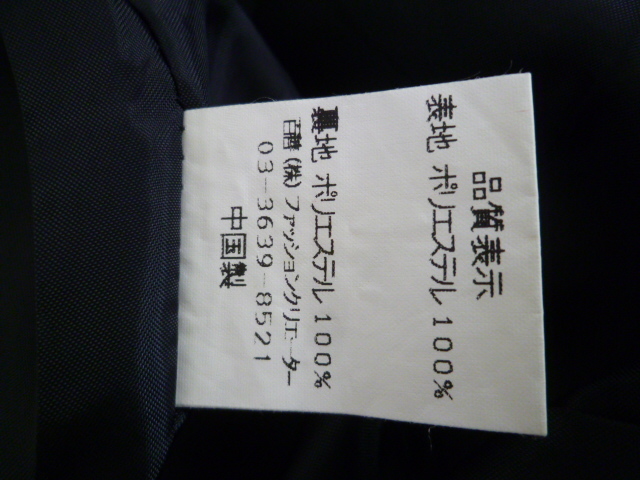 品質表示
表地 ポリエステル 100%
裏地 ポリエステル 100%
百穂(株)ファッションクリエーター
03-3639-8521
中国製